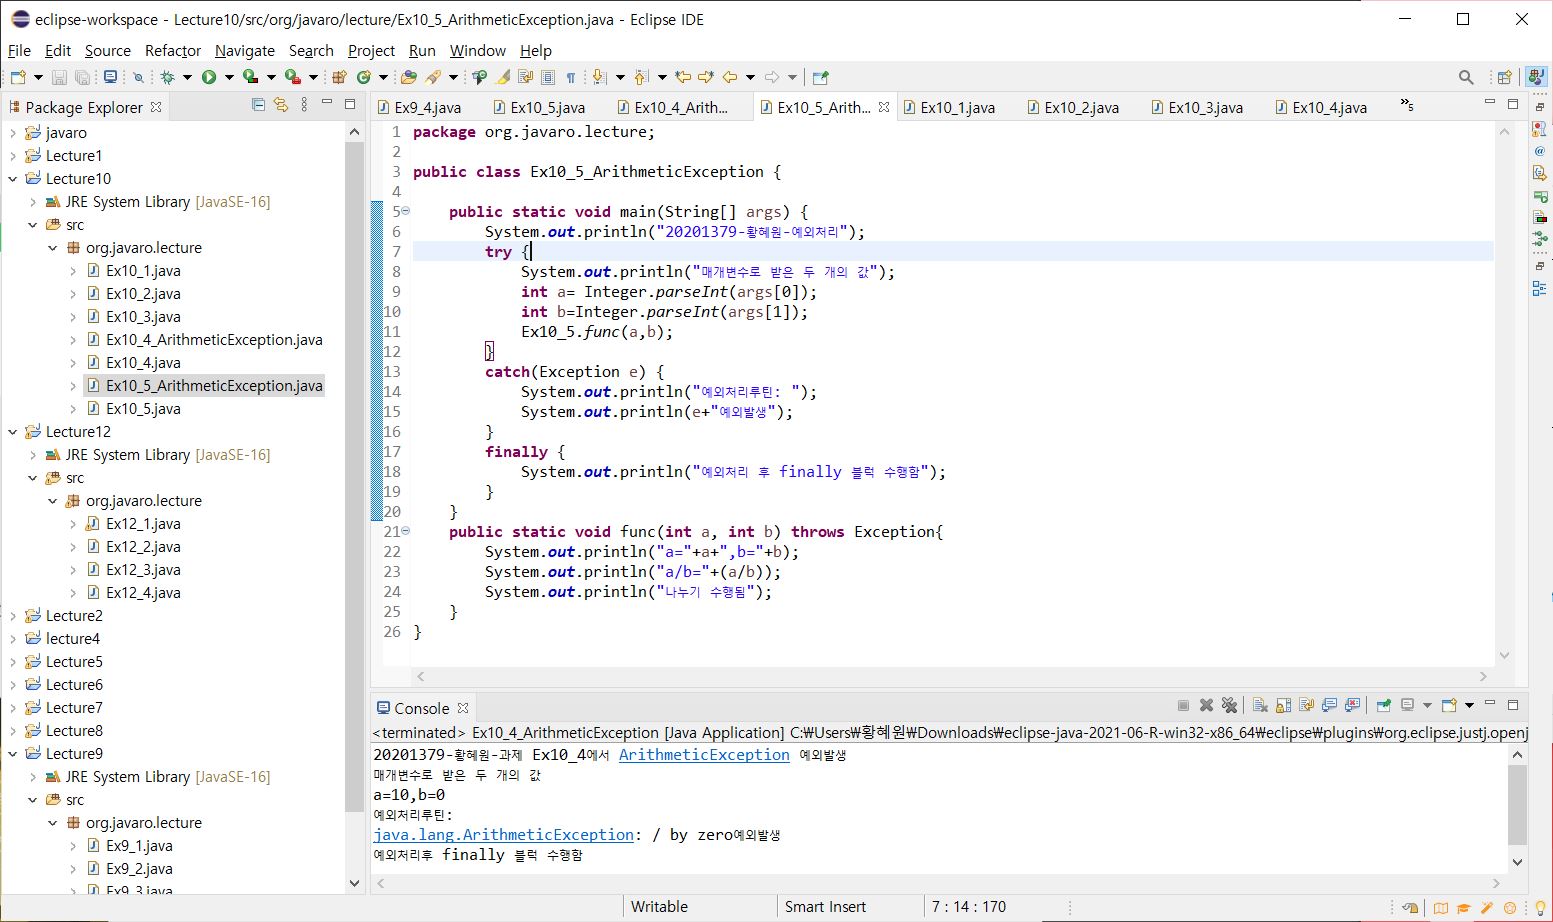 eclipse-workspace - Lecture10/src/org/javaro/lecture/Ex10_5_ArithmeticException.java - Eclipse IDE
File Edit Source Refactor Navigate Search Project Run Window Help
Package Explorer
javaro
Lecture1
Lecture10
JRE System Library [JavaSE-16]
src
org.javaro.lecture
Ex10_1.java
Ex10_2.java
Ex10_3.java
Ex10_4_ArithmeticException.java
Ex10_4.java
Ex10_5_ArithmeticException.java
Ex10_5.java
Lecture12
JRE System Library [JavaSE-16]
src
org.javaro.lecture
Ex12_1.java
Ex12_2.java
Ex12_3.java
Ex12_4.java
Lecture2
lecture4
Lecture5
Lecture6
Lecture7
Lecture8
Lecture9
JRE System Library [JavaSE-16]
src
org.javaro.lecture
Ex9_1.java
Ex9_2.java
Ex9_3.java
Ex9_4.java Ex10_5.java Ex10_4_Arith... Ex10_5_Arith... Ex10_1.java Ex10_2.java Ex10_3.java Ex10_4.java »5
1 package org.javaro.lecture;
2
3 public class Ex10_5_ArithmeticException {
4
5 public static void main(String[] args) {
6 System.out.println("20201379-황혜원-예외처리");
7 try {
8 System.out.println("매개변수로 받은 두 개의 값");
9 int a= Integer.parseInt(args[0]);
10 int b=Integer.parseInt(args[1]);
11 Ex10_5.func(a,b);
12 }
13 catch(Exception e) {
14 System.out.println("예외처리루틴: ");
15 System.out.println(e+"예외발생");
16 }
17 finally {
18 System.out.println("예외처리 후 finally 블럭 수행함");
19 }
20 }
21 public static void func(int a, int b) throws Exception{
22 System.out.println("a="+a+",b="+b);
23 System.out.println("a/b="+(a/b));
24 System.out.println("나누기 수행됨");
25 }
26 }
Console
<terminated> Ex10_4_ArithmeticException [Java Application] C:₩Users₩황혜원₩Downloads₩eclipse-java-2021-06-R-win32-x86_64₩eclipse₩plugins₩org.eclipse.justj.openj
20201379-황혜원-과제 Ex10_4에서 ArithmeticException 예외발생
매개변수로 받은 두 개의 값
a=10,b=0
예외처리루틴:
java.lang.ArithmeticException: / by zero예외발생
예외처리후 finally 블럭 수행함
Writable Smart Insert 7 : 14 : 170